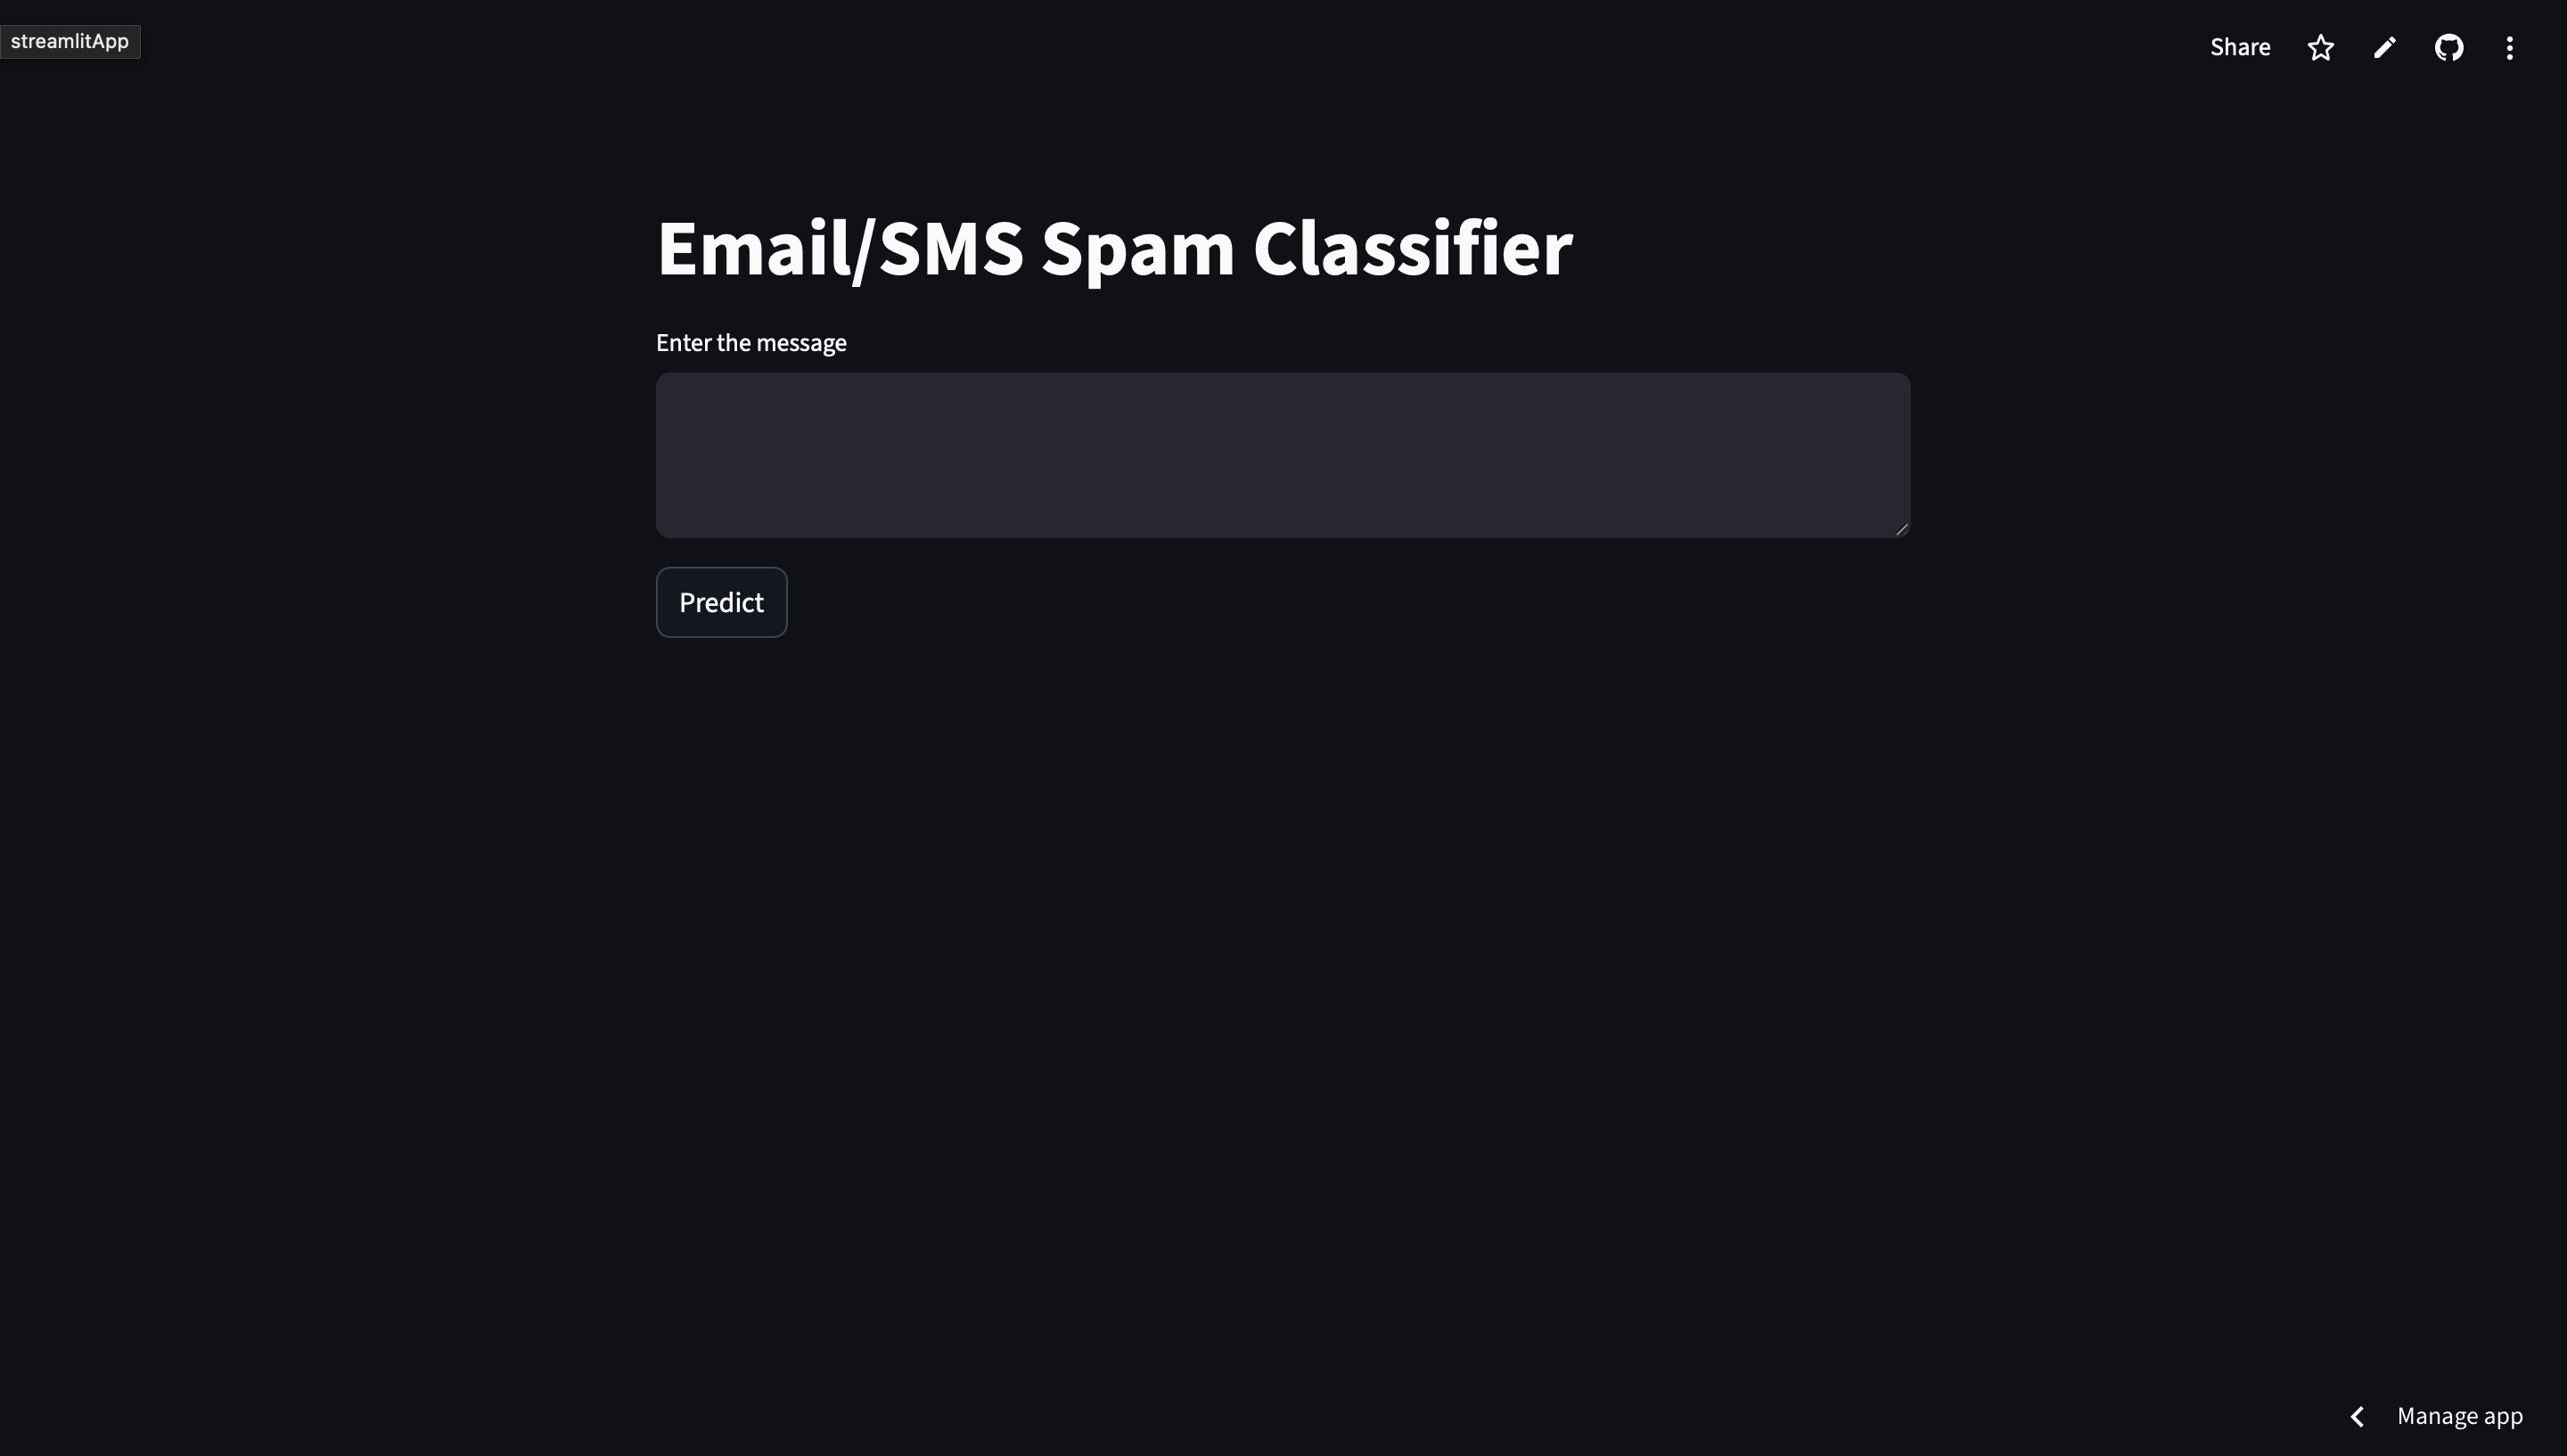 streamlitApp
Share
Email/SMS Spam Classifier
Enter the message
Predict
Manage app